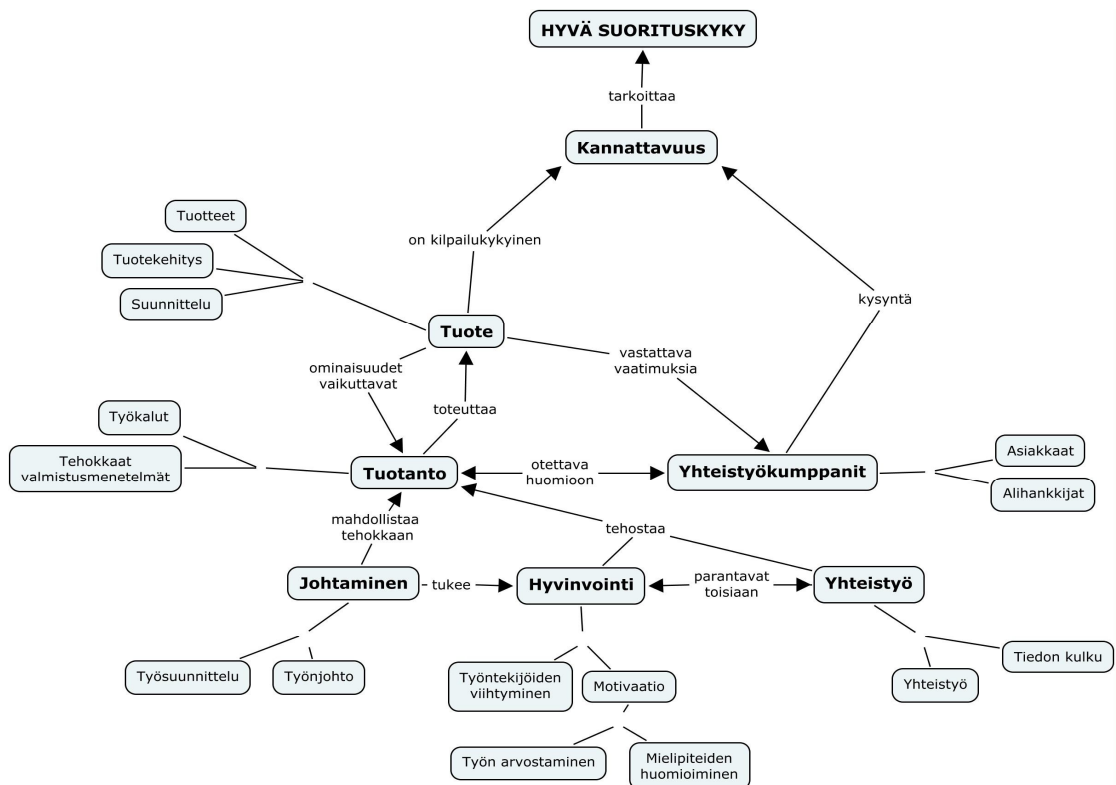 HYVÄ SUORITUSKYKY
tarkoittaa
Kannattavuus
Tuotteet
on kilpailukykyinen
Tuotekehitys
Suunnittelu
kysyntä
Tuote
ominaisuudet
vaikuttavat
vastattava
vaatimuksia
toteuttaa
Työkalut
Tehokkaat
valmistusmenetelmät
Tuotanto
otettava
huomioon
Yhteistyökumppanit
Asiakkaat
Alihankkijat
mahdollistaa
tehokkaan
tehostaa
Johtaminen
tukee
Hyvinvointi
parantavat
toisiaan
Yhteistyö
Työsuunnittelu
Työnjohto
Työntekijöiden
viihtyminen
Motivaatio
Yhteistyö
Tiedon kulku
Työn arvostaminen
Mielipiteiden
huomioiminen